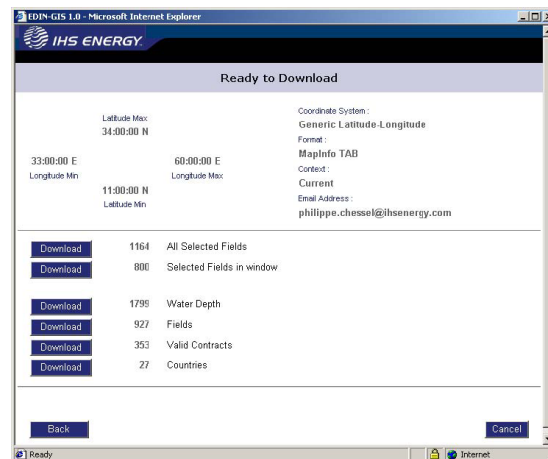 EDIN-GIS 1.0 - Microsoft Internet Explorer
IHS ENERGY.
Ready to Download
Latitude Max
34:00:00 N
33:00:00 E
Longitude Min
60:00:00 E
Longitude Max
11:00:00 N
Latitude Min
Coordinate System :
Generic Latitude-Longitude
Format :
MapInfo TAB
Context :
Current
Email Address :
philippe.chessel@ihsenergy.com
Download 1164 All Selected Fields
Download 800 Selected Fields in window
Download 1799 Water Depth
Download 927 Fields
Download 353 Valid Contracts
Download 27 Countries
Back Cancel
Ready Internet